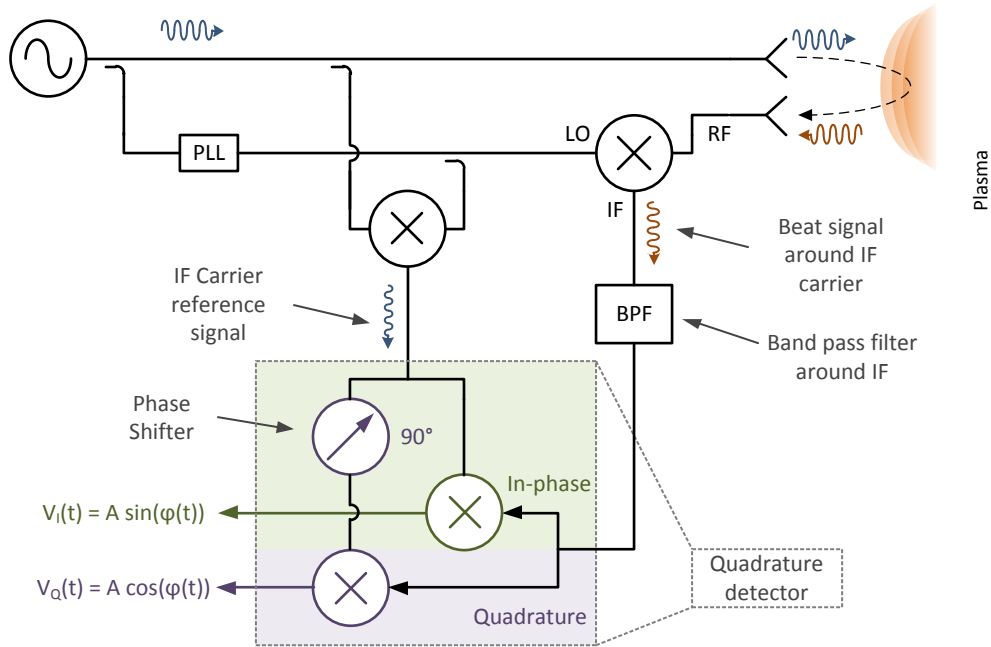 PLL
LO
RF
IF
Plasma
Beat signal
around IF
carrier
IF Carrier
reference
signal
BPF
Band pass filter
around IF
Phase
Shifter
90°
In-phase
V_I(t) = A sin(φ(t))
V_Q(t) = A cos(φ(t))
Quadrature
Quadrature
detector